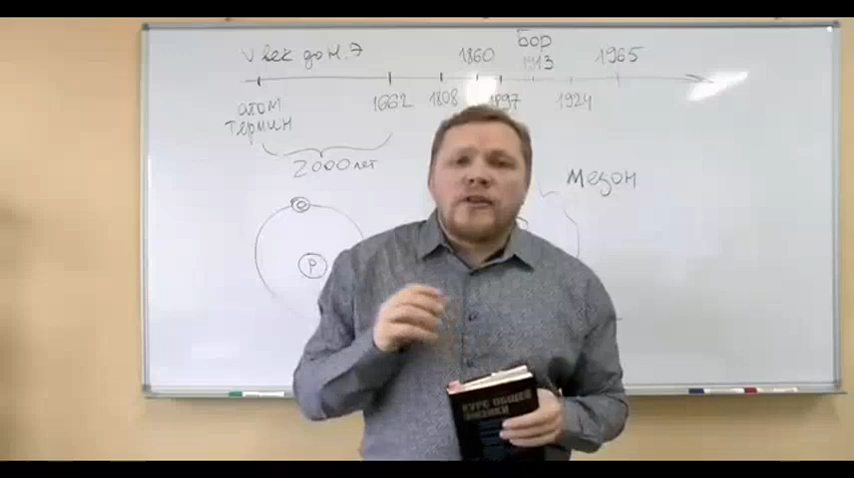 V век до н. э
1860
Бор
1913
1965
атом
термин
1662
1808
1897
1924
2000 лет
Мезон
e
P
КУРС ОБЩЕЙ
ФИЗИКИ